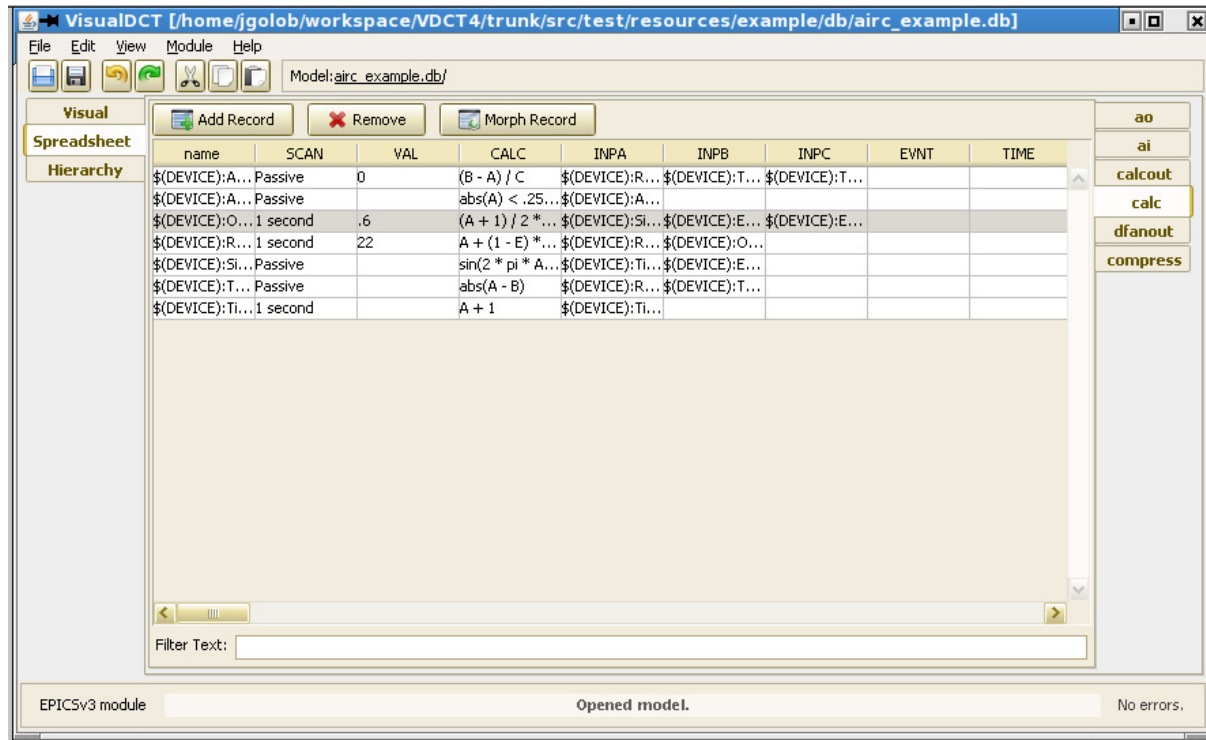 VisualDCT [/home/jgolob/workspace/VDCT4/trunk/src/test/resources/example/db/airc_example.db]
File Edit View Module Help
Model:airc_example.db/
Visual
Spreadsheet
Hierarchy
Add Record Remove Morph Record
name SCAN VAL CALC INPA INPB INPC EVNT TIME
$(DEVICE):A... Passive 0 (B - A) / C $(DEVICE):R... $(DEVICE):T... $(DEVICE):T...
$(DEVICE):A... Passive abs(A) < .25... $(DEVICE):A...
$(DEVICE):O... 1 second .6 (A + 1) / 2 *... $(DEVICE):Si... $(DEVICE):E... $(DEVICE):E...
$(DEVICE):R... 1 second 22 A + (1 - E) *... $(DEVICE):R... $(DEVICE):O...
$(DEVICE):Si... Passive sin(2 * pi * A... $(DEVICE):Ti... $(DEVICE):E...
$(DEVICE):T... Passive abs(A - B) $(DEVICE):R... $(DEVICE):T...
$(DEVICE):Ti... 1 second A + 1 $(DEVICE):Ti...
Filter Text:
ao
ai
calcout
calc
dfanout
compress
EPICSv3 module Opened model. No errors.